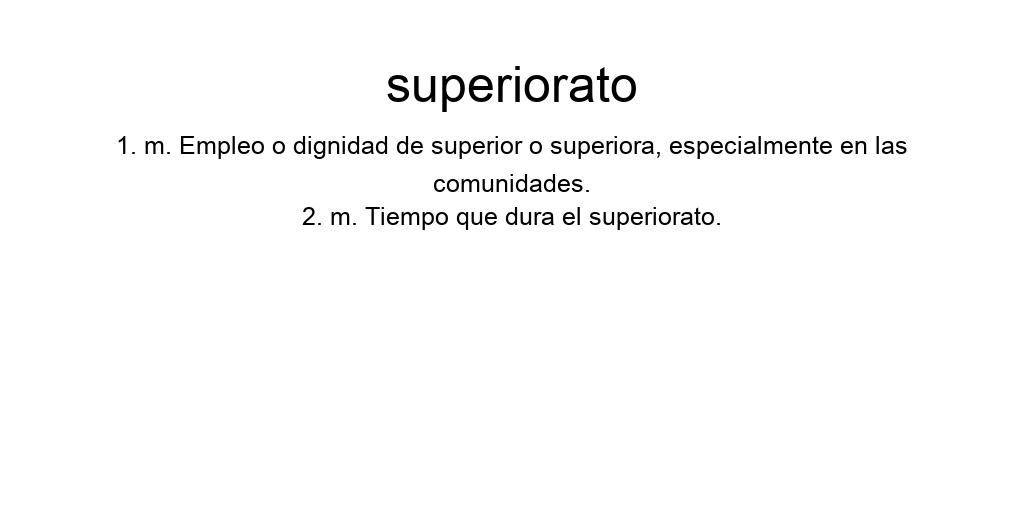 superiorato
1. m. Empleo o dignidad de superior o superiora, especialmente en las
comunidades.
2. m. Tiempo que dura el superiorato.